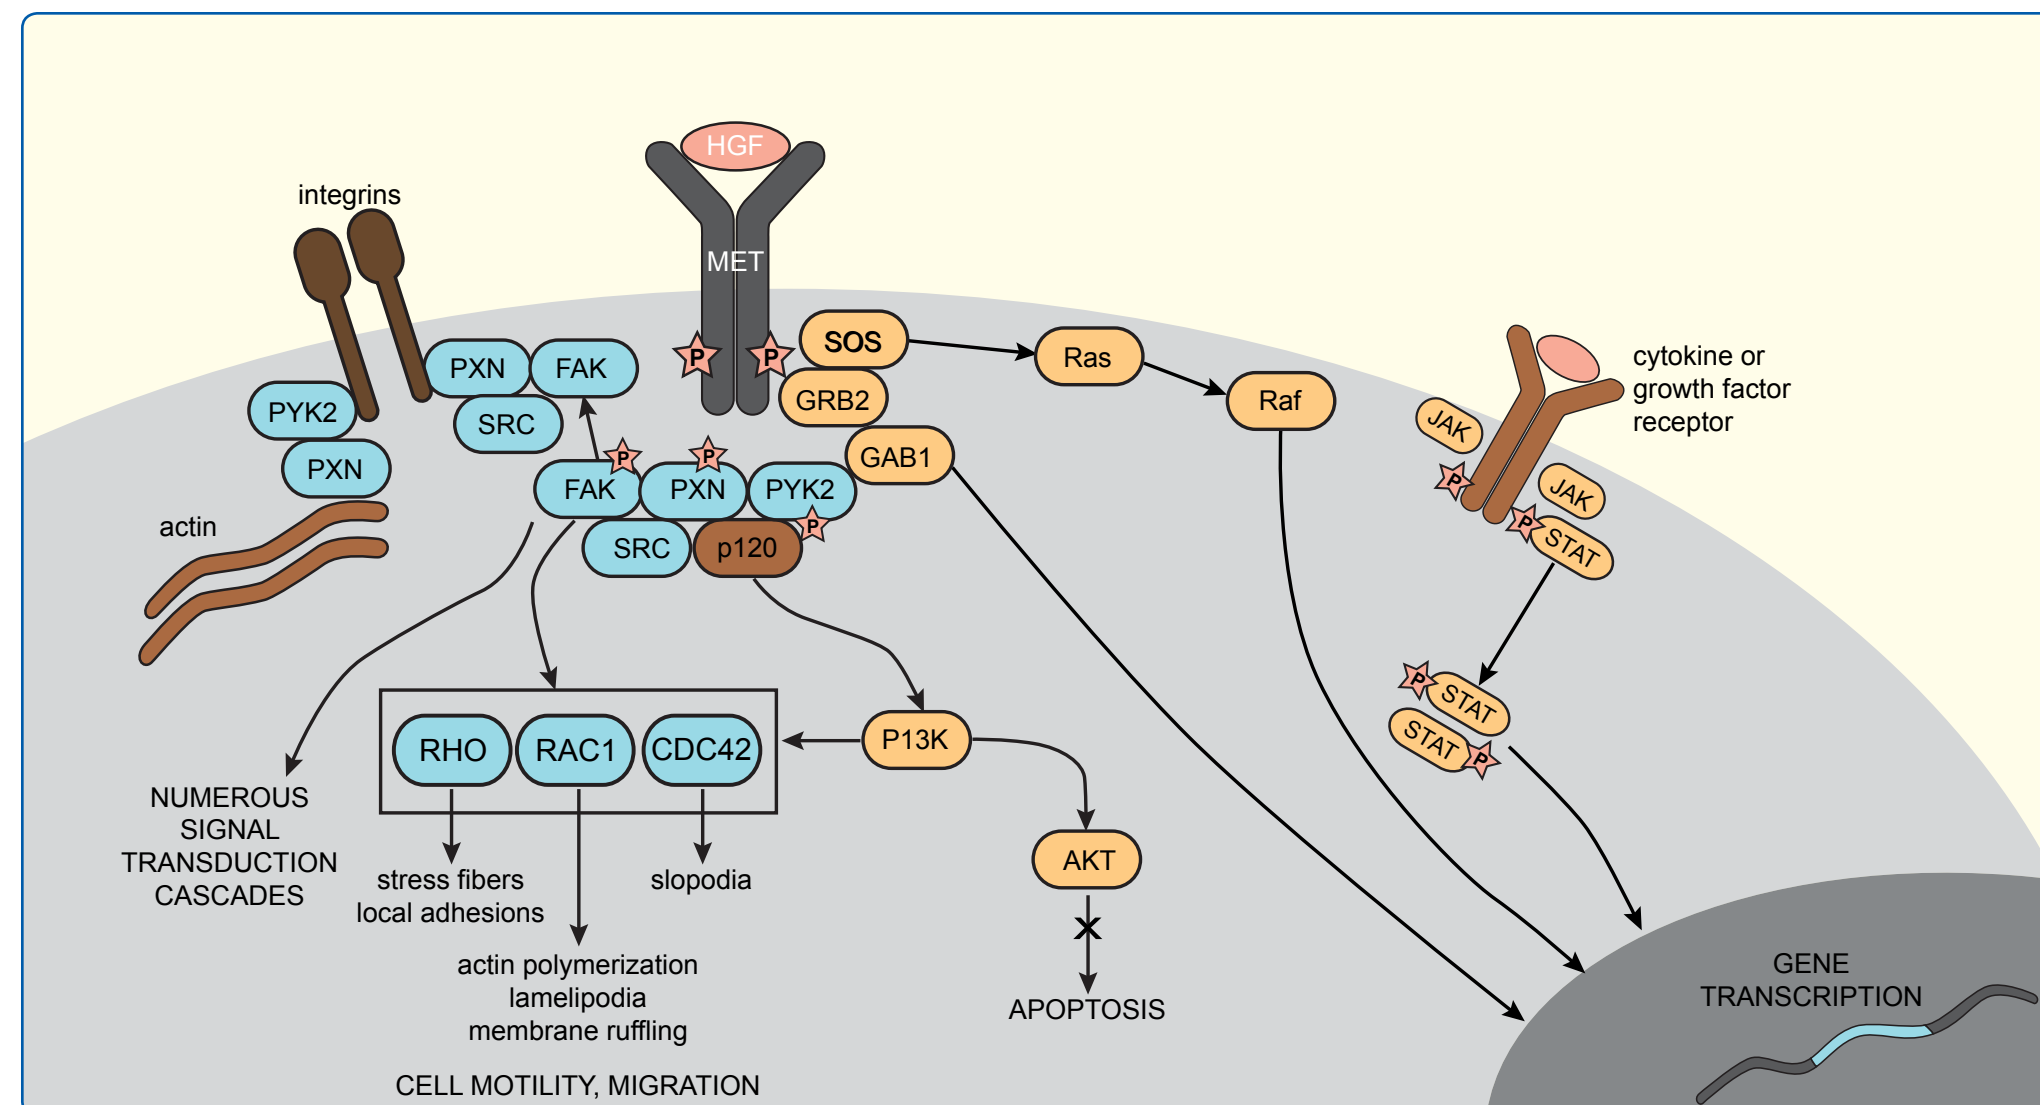 HGF
integrins
MET
SOS
Ras
cytokine or
growth factor
receptor
PXN
FAK
P
P
GRB2
Raf
JAK
PYK2
SRC
GAB1
PXN
P
P
P
JAK
FAK
PXN
PYK2
actin
P
P
STAT
SRC
p120
P
STAT
STAT
P
RHO
RAC1
CDC42
P13K
NUMEROUS
SIGNAL
TRANSDUCTION
CASCADES
AKT
stress fibers
local adhesions
slopodia
actin polymerization
lamelipodia
membrane ruffling
APOPTOSIS
GENE
TRANSCRIPTION
CELL MOTILITY, MIGRATION